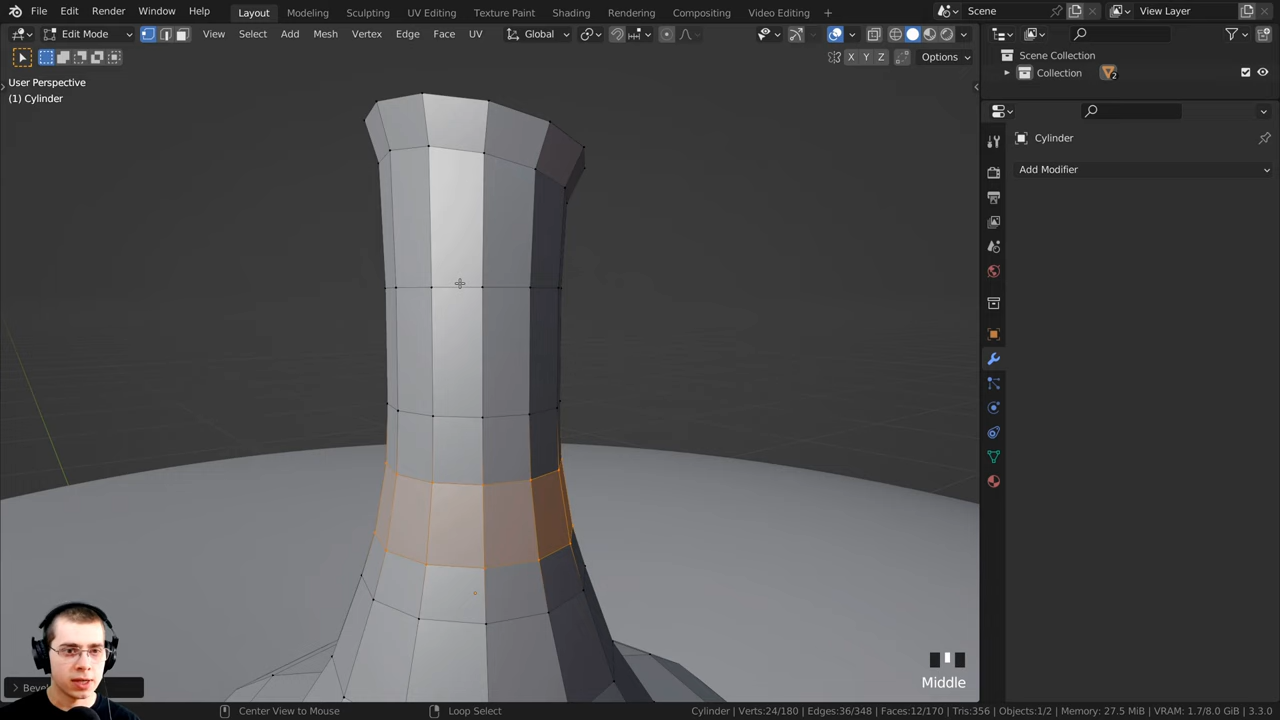 File Edit Render Window Help Layout Modeling Sculpting UV Editing Texture Paint Shading Rendering Compositing Video Editing Scene View Layer
Edit Mode View Select Add Mesh Vertex Edge Face UV Global
X Y Z Options
User Perspective
(1) Cylinder
Scene Collection
Collection 2
Cylinder
Add Modifier
Middle
Beve
Center View to Mouse Loop Select Cylinder | Verts:24/180 | Edges:36/348 | Faces:12/170 | Tris:356 | Objects:1/2 | Memory: 27.5 MiB | VRAM: 1.7/8.0 GiB | 3.3.0